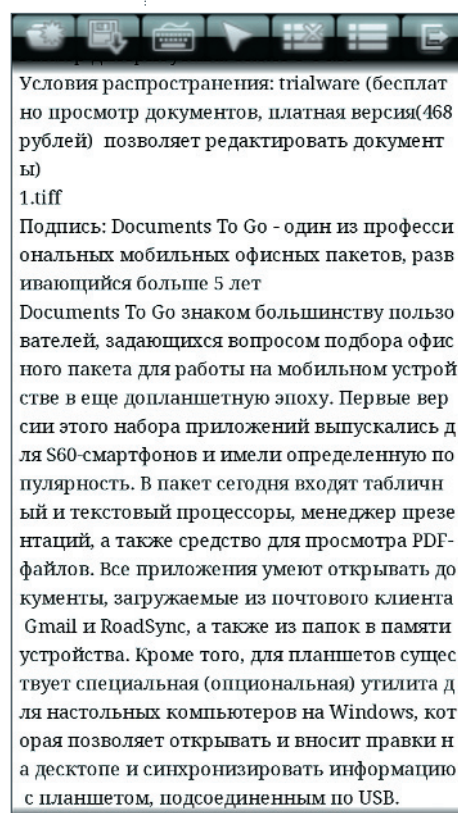 Условия распространения: trialware (бесплат
но просмотр документов, платная версия(468
рублей)  позволяет редактировать документ
ы)
1.tiff
Подпись: Documents To Go - один из професси
ональных мобильных офисных пакетов, разв
ивающийся больше 5 лет
Documents To Go знаком большинству пользо
вателей, задающихся вопросом подбора офис
ного пакета для работы на мобильном устрой
стве в еще допланшетную эпоху. Первые вер
сии этого набора приложений выпускались д
ля S60-смартфонов и имели определенную по
пулярность. В пакет сегодня входят табличн
ый и текстовый процессоры, менеджер презе
нтаций, а также средство для просмотра PDF-
файлов. Все приложения умеют открывать до
кументы, загружаемые из почтового клиента
Gmail и RoadSync, а также из папок в памяти
устройства. Кроме того, для планшетов сущес
твует специальная (опциональная) утилита д
ля настольных компьютеров на Windows, кот
орая позволяет открывать и вносит правки н
а десктопе и синхронизировать информацию
с планшетом, подсоединенным по USB.